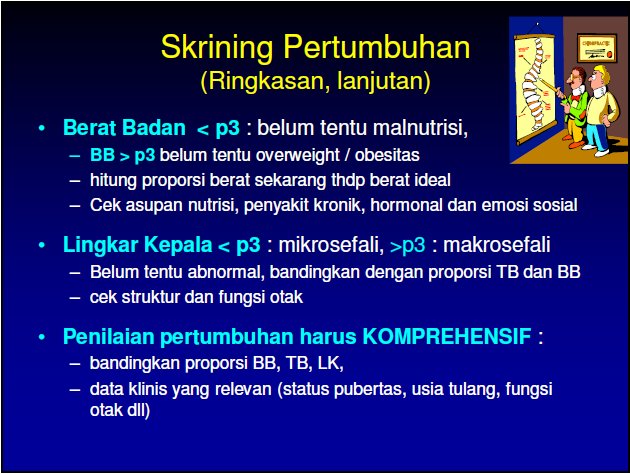 Skrining Pertumbuhan
(Ringkasan, lanjutan)
• Berat Badan < p3 : belum tentu malnutrisi,
– BB > p3 belum tentu overweight / obesitas
– hitung proporsi berat sekarang thdp berat ideal
– Cek asupan nutrisi, penyakit kronik, hormonal dan emosi sosial
• Lingkar Kepala < p3 : mikrosefali, >p3 : makrosefali
– Belum tentu abnormal, bandingkan dengan proporsi TB dan BB
– cek struktur dan fungsi otak
• Penilaian pertumbuhan harus KOMPREHENSIF :
– bandingkan proporsi BB, TB, LK,
– data klinis yang relevan (status pubertas, usia tulang, fungsi
otak dll)